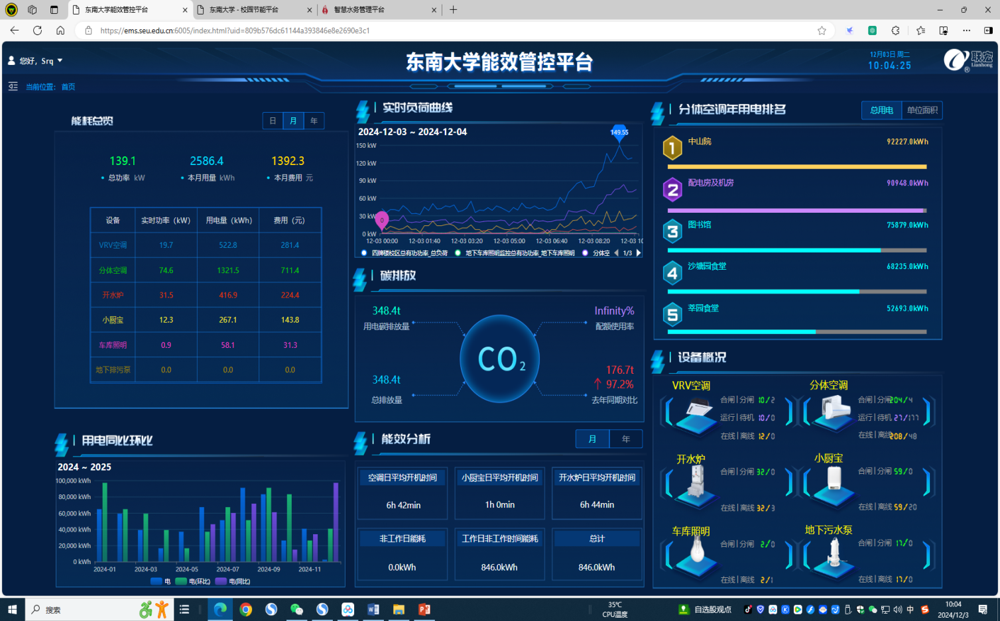 东南大学能效管控平台
东南大学 - 校园节能平台
智慧水务管理平台
https://ems.seu.edu.cn:6005/index.html?uid=809b576dc61144a393846e8e2690e3c1
您好，Srq
东南大学能效管控平台
12月03日 周二
10:04:25
联宏
Lianhong
当前位置： 首页
能耗总览
日 月 年
139.1 2586.4 1392.3
总功率 kW 本月用量 kWh 本月费用 元
设备 实时功率（kW） 用电量（kWh） 费用（元）
VRV空调 19.7 522.8 281.4
分体空调 74.6 1321.5 711.4
开水炉 31.5 416.9 224.4
小厨宝 12.3 267.1 143.8
车库照明 0.9 58.1 31.3
地下排污泵 0.0 0.0 0.0
用电同比环比
2024 ~ 2025
100,000 kWh
80,000 kWh
60,000 kWh
40,000 kWh
20,000 kWh
0 kWh
2024-01 2024-03 2024-05 2024-07 2024-09 2024-11
电 电(环比) 电(同比)
实时负荷曲线
2024-12-03 ~ 2024-12-04
149.55
150 kW
120 kW
90 kW
60 kW
30 kW
0
0 kW
12-03 00:00 12-03 01:40 12-03 03:20 12-03 05:00 12-03 06:40 12-03 08:20 12-03 10
四牌楼校区总有功功率_总负荷 地下车库照明监控总有功功率_地下车库照明 分体空 1/3
碳排放
348.4t
用电碳排放量
Infinity%
配额使用率
CO2
348.4t
总排放量
176.7t
97.2%
去年同期对比
能效分析
月 年
空调日平均开机时间 小厨宝日平均开机时间 开水炉日平均开机时间
6h 42min 1h 0min 6h 44min
非工作日能耗 工作日非工作时间能耗 总计
0.0kWh 846.0kWh 846.0kWh
分体空调年用电排名
总用电 单位面积
1 中山院 92227.0kWh
2 配电房及机房 90948.0kWh
3 图书馆 75879.0kWh
4 沙塘园食堂 68235.0kWh
5 莘园食堂 52693.0kWh
设备概况
VRV空调
合闸|分闸 10/2
运行|待机 10/0
在线|离线 12/0
分体空调
合闸|分闸 204/4
运行|待机 27/177
在线|离线 208/48
开水炉
合闸|分闸 32/0
在线|离线 32/3
小厨宝
合闸|分闸 59/0
在线|离线 59/20
车库照明
合闸|分闸 2/0
在线|离线 2/1
地下污水泵
合闸|分闸 17/0
在线|离线 17/0
搜索
35℃
CPU温度
自选股观点
中
10:04
2024/12/3